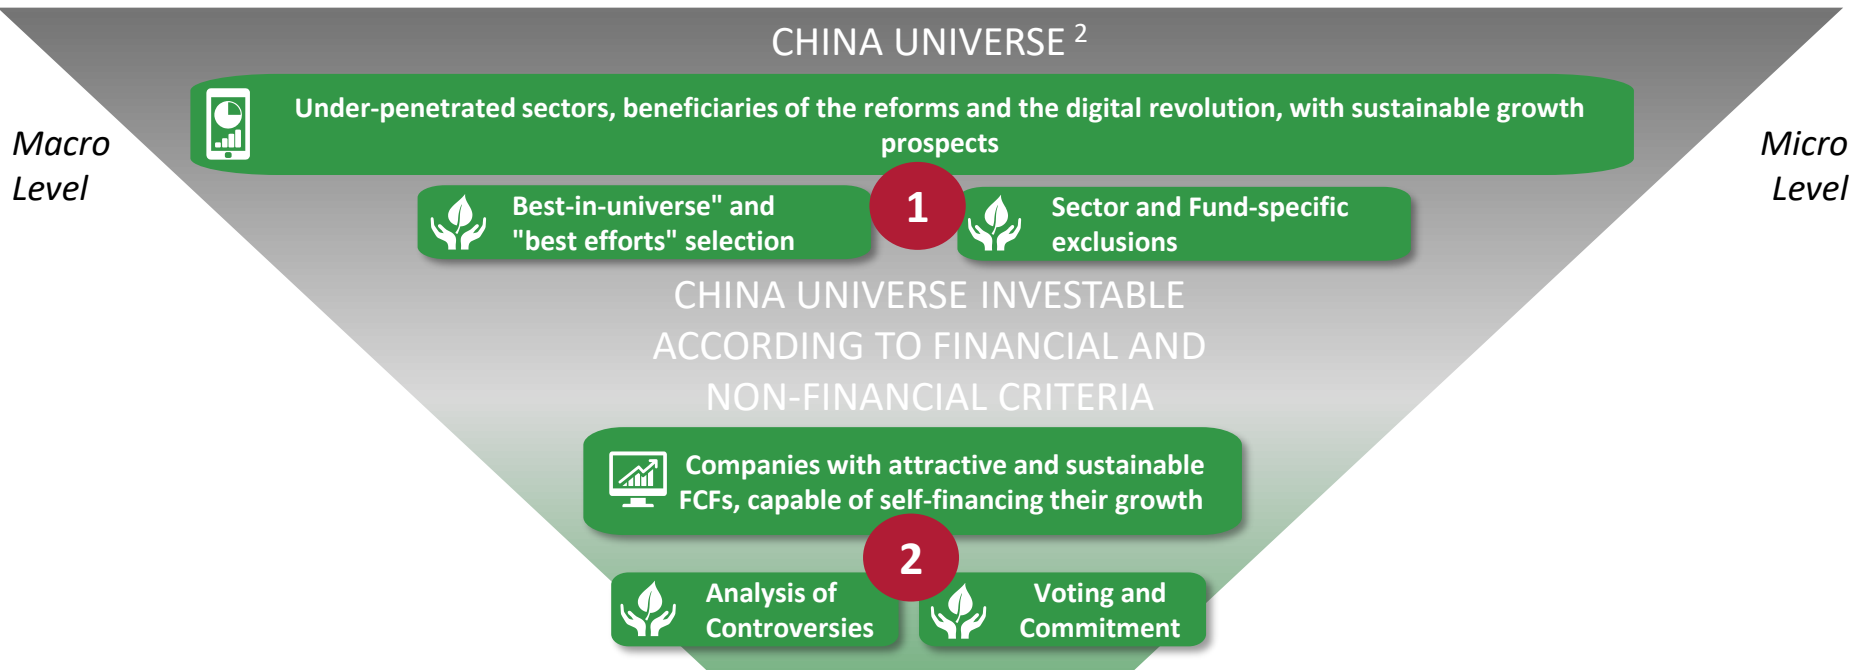 CHINA UNIVERSE 2
Under-penetrated sectors, beneficiaries of the reforms and the digital revolution, with sustainable growth
prospects
Macro
Level
Micro
Level
1
Best-in-universe" and
"best efforts" selection
Sector and Fund-specific
exclusions
CHINA UNIVERSE INVESTABLE
ACCORDING TO FINANCIAL AND
NON-FINANCIAL CRITERIA
Companies with attractive and sustainable
FCFs, capable of self-financing their growth
2
Analysis of
Controversies
Voting and
Commitment